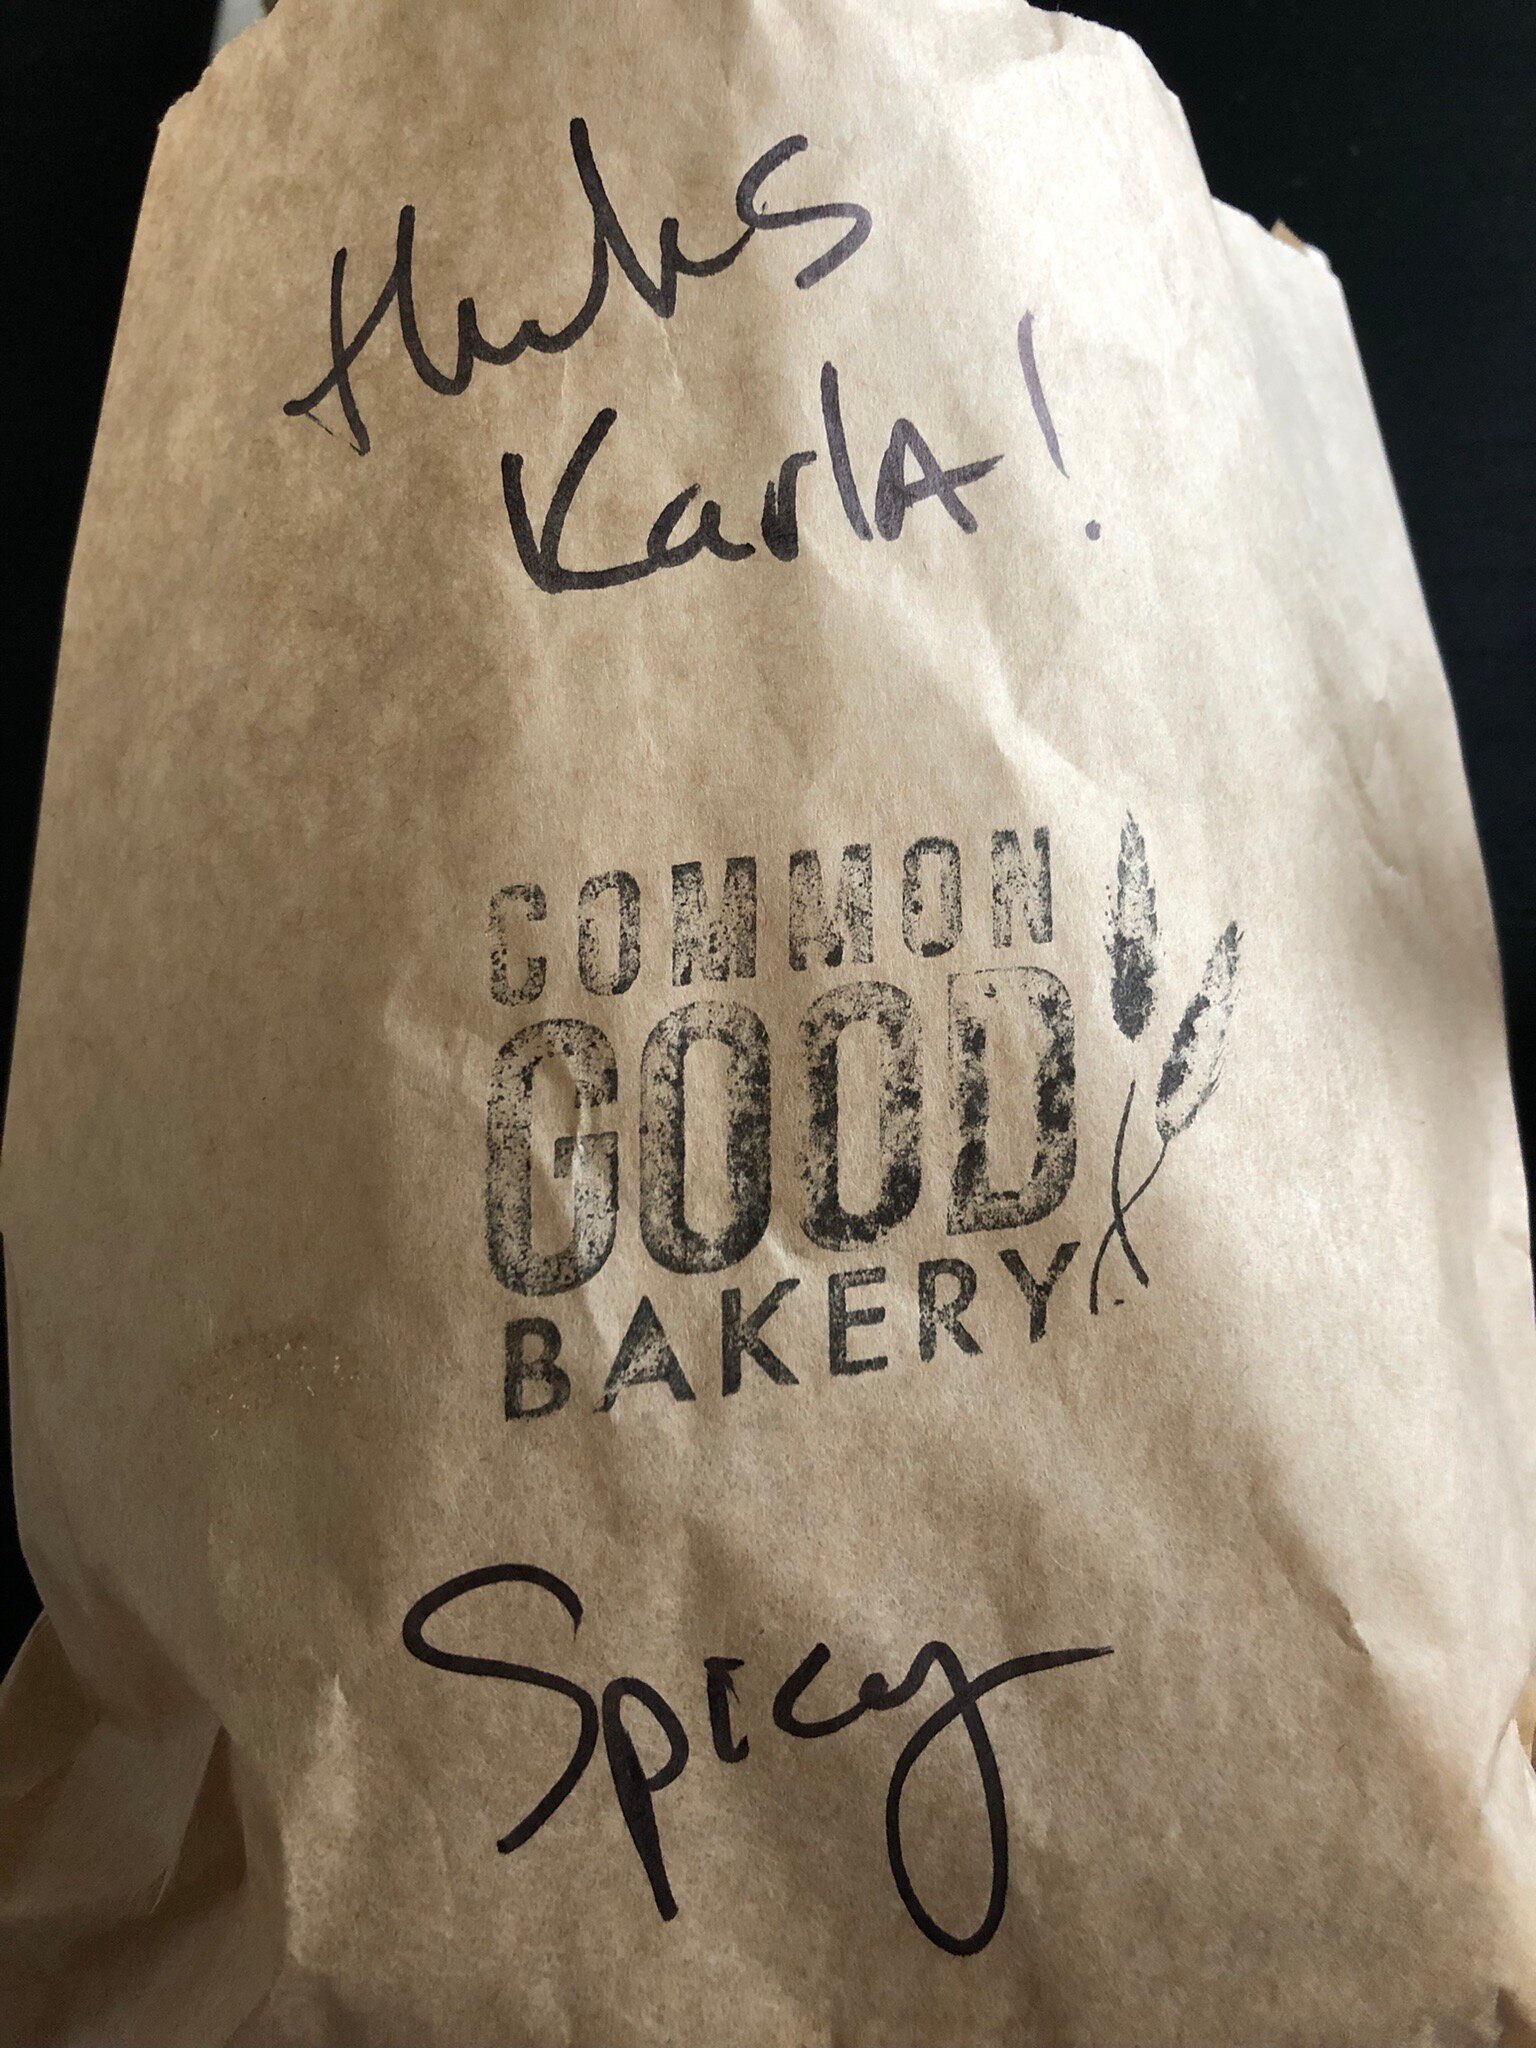 thanks
KarlA!
COMMON
GOOD
BAKERY
Spicy